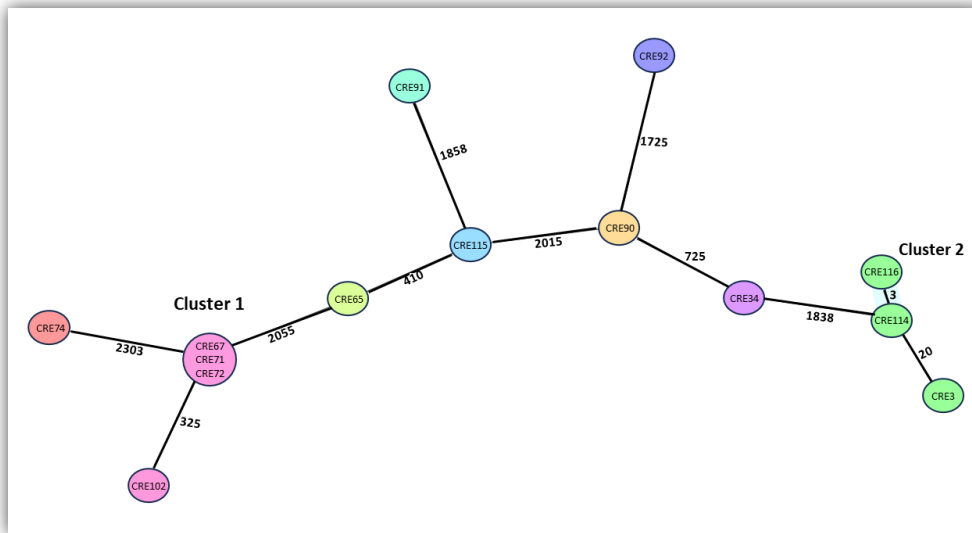 CRE92
CRE91
1725
1858
CRE90
Cluster 2
CRE115
2015
725
CRE116
410
3
CRE65
CRE34
Cluster 1
1838
CRE114
CRE74
2055
2303
CRE67
CRE71
CRE72
20
CRE3
325
CRE102